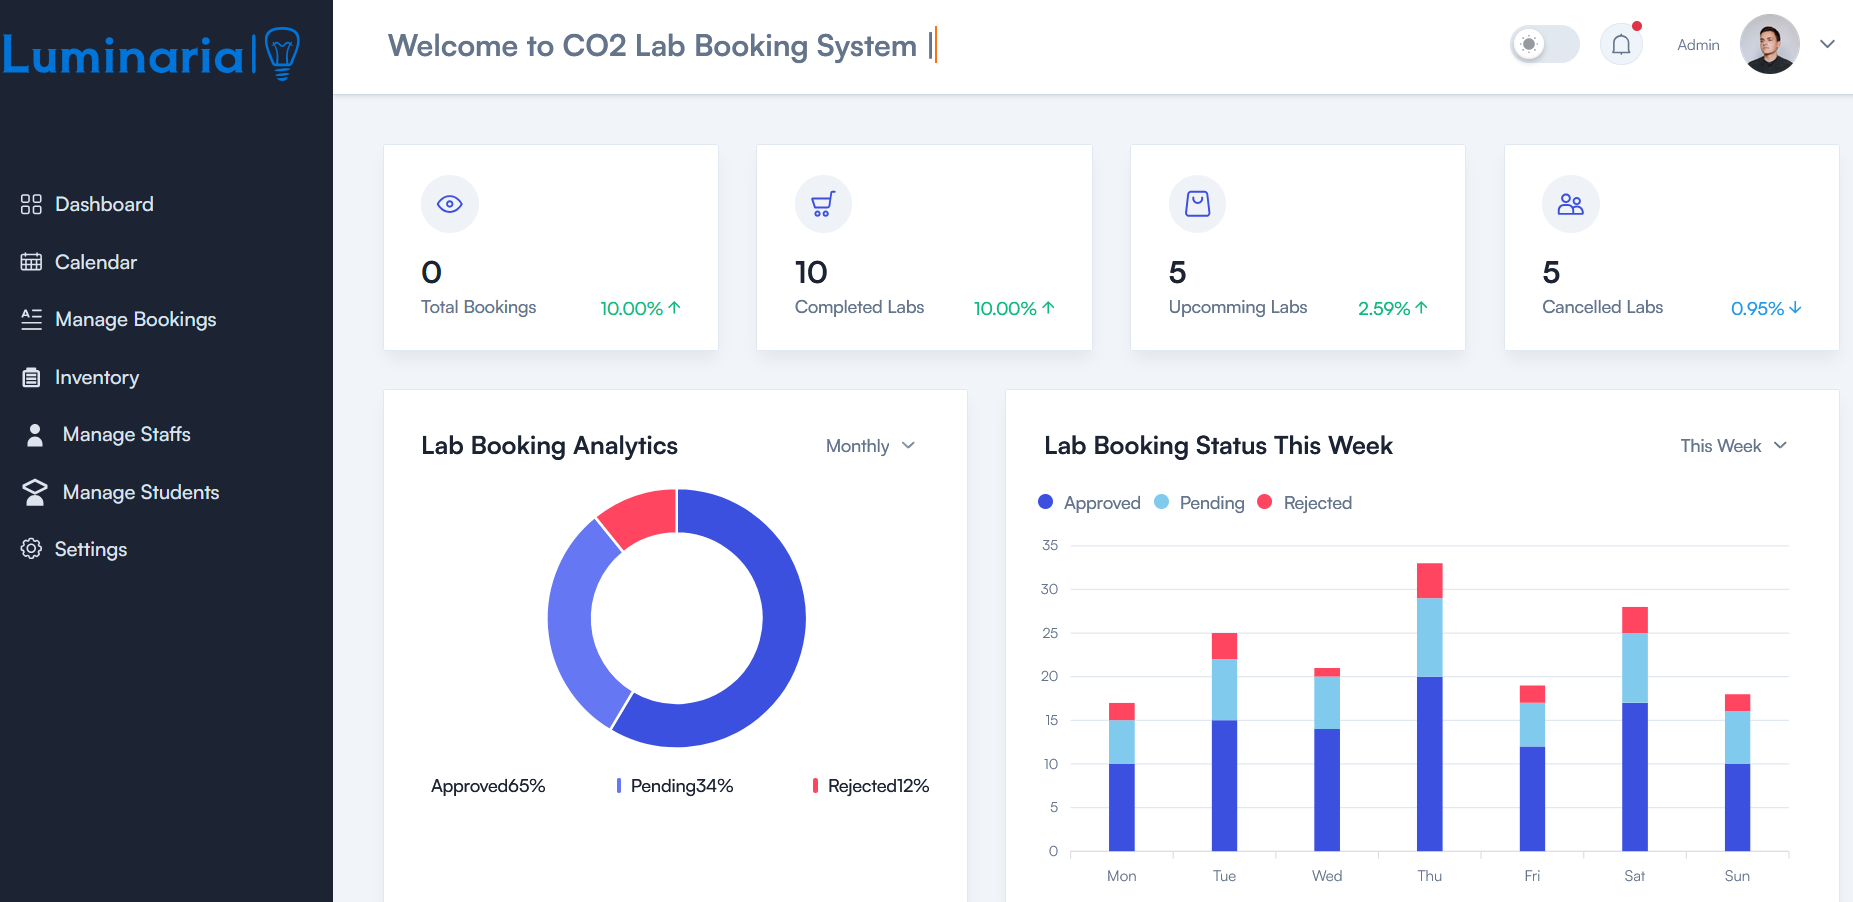 Luminaria
Welcome to CO2 Lab Booking System |
Admin
Dashboard
Calendar
Manage Bookings
Inventory
Manage Staffs
Manage Students
Settings
0
Total Bookings 10.00%
10
Completed Labs 10.00%
5
Upcomming Labs 2.59%
5
Cancelled Labs 0.95%
Lab Booking Analytics
Monthly
Approved65%
Pending34%
Rejected12%
Lab Booking Status This Week
This Week
Approved Pending Rejected
35
30
25
20
15
10
5
0
Mon Tue Wed Thu Fri Sat Sun